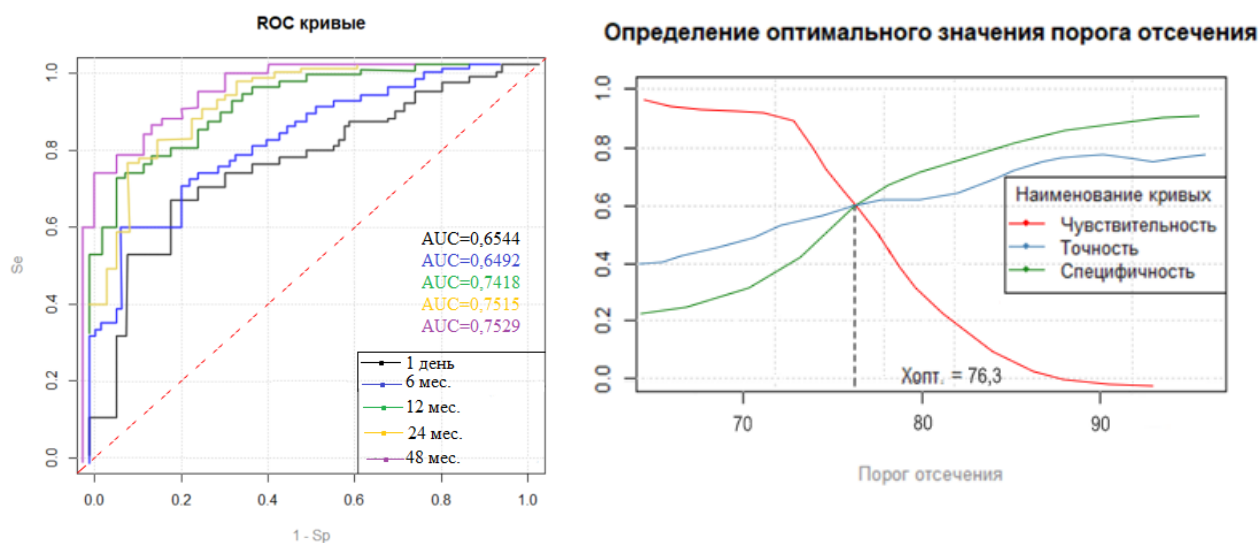 ROC кривые
1.0
0.8
0.6
0.4
0.2
0.0
Se
AUC=0,6544
AUC=0,6492
AUC=0,7418
AUC=0,7515
AUC=0,7529
1 день
6 мес.
12 мес.
24 мес.
48 мес.
0.0 0.2 0.4 0.6 0.8 1.0
1 - Sp
Определение оптимального значения порога отсечения
1.0
0.8
0.6
0.4
0.2
0.0
Наименование кривых
Чувствительность
Точность
Специфичность
Xопт. = 76,3
70 80 90
Порог отсечения